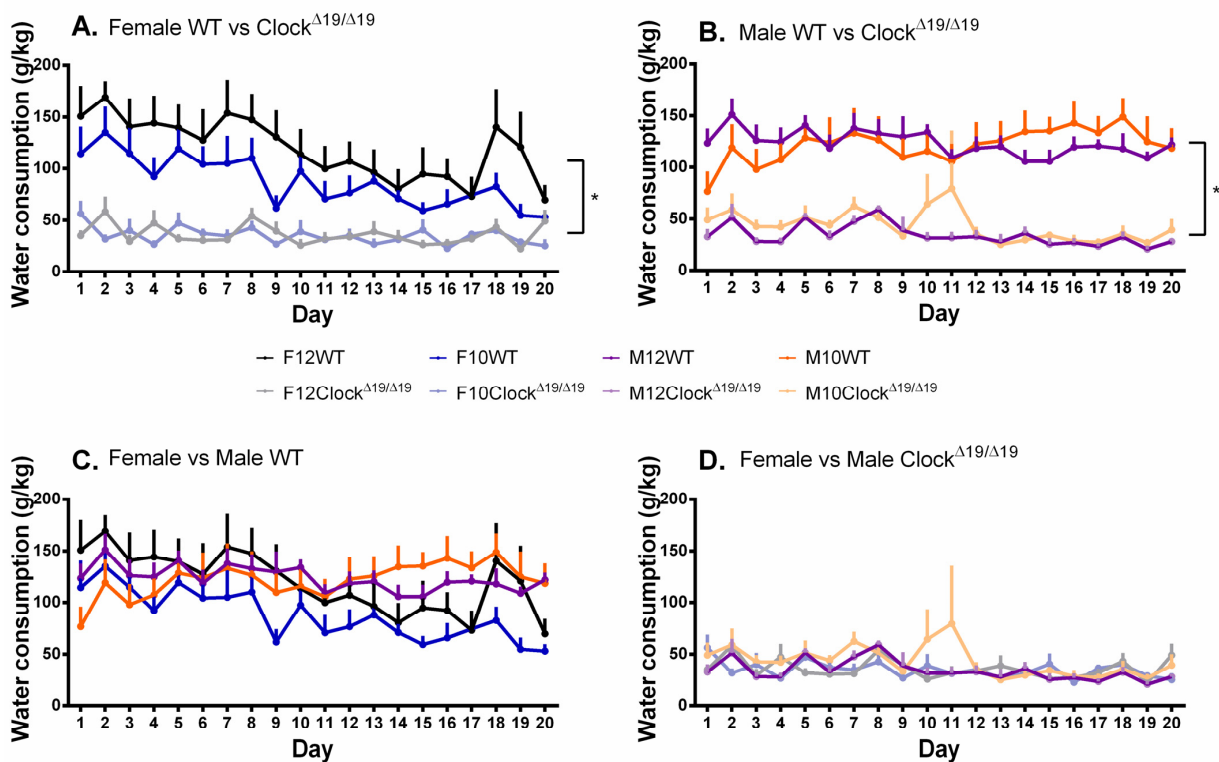 A. Female WT vs Clock^Δ19/Δ19
Water consumption (g/kg)
200
150
100
50
0
1 2 3 4 5 6 7 8 9 10 11 12 13 14 15 16 17 18 19 20
Day
*
B. Male WT vs Clock^Δ19/Δ19
Water consumption (g/kg)
200
150
100
50
0
1 2 3 4 5 6 7 8 9 10 11 12 13 14 15 16 17 18 19 20
Day
*
F12WT F10WT M12WT M10WT
F12Clock^Δ19/Δ19 F10Clock^Δ19/Δ19 M12Clock^Δ19/Δ19 M10Clock^Δ19/Δ19
C. Female vs Male WT
Water consumption (g/kg)
200
150
100
50
0
1 2 3 4 5 6 7 8 9 10 11 12 13 14 15 16 17 18 19 20
Day
D. Female vs Male Clock^Δ19/Δ19
Water consumption (g/kg)
200
150
100
50
0
1 2 3 4 5 6 7 8 9 10 11 12 13 14 15 16 17 18 19 20
Day